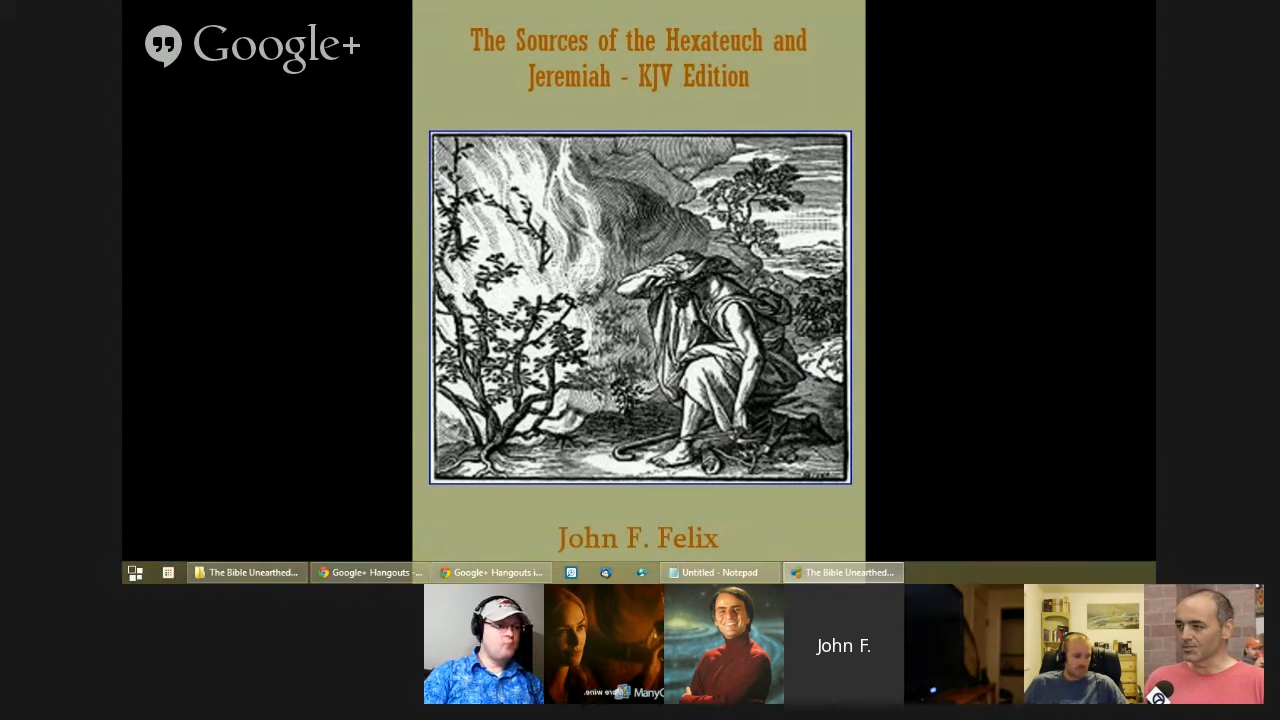 Google+
The Sources of the Hexateuch and
Jeremiah - KJV Edition
John F. Felix
The Bible Unearthed...
Google+ Hangouts -...
Google+ Hangouts i...
Untitled - Notepad
The Bible Unearthed...
ManyC
John F.